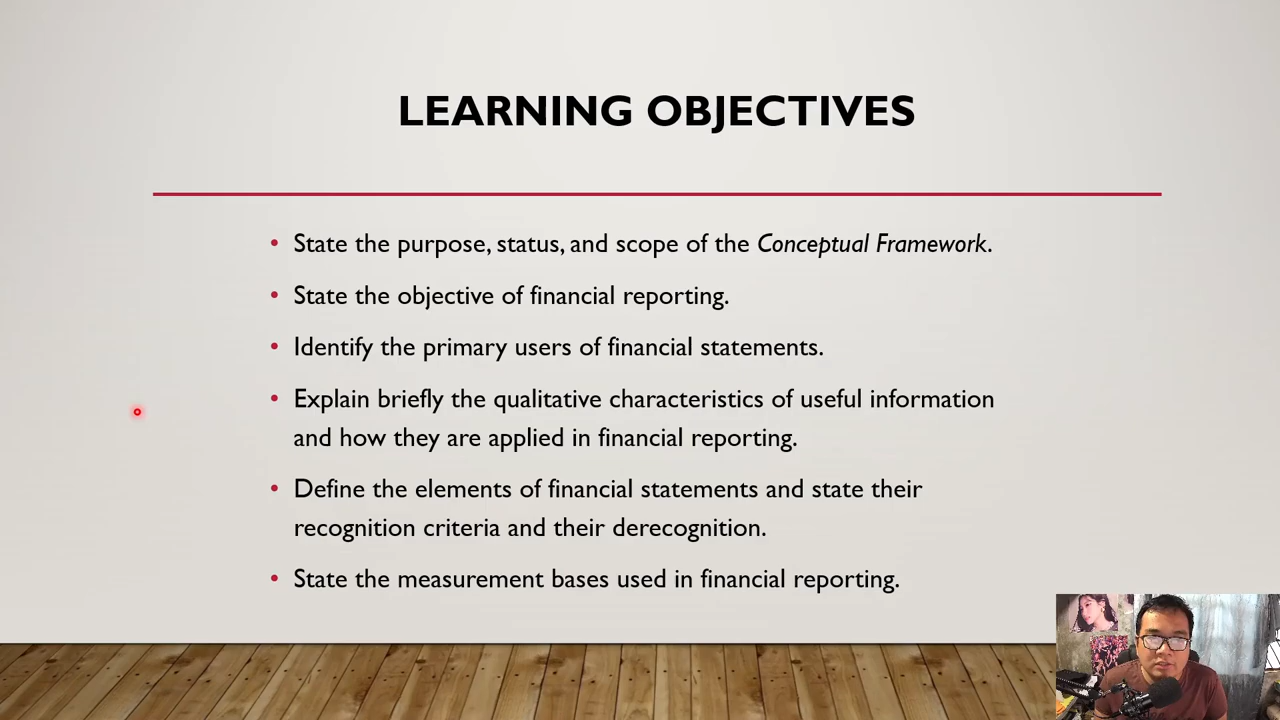 LEARNING OBJECTIVES
• State the purpose, status, and scope of the Conceptual Framework.
• State the objective of financial reporting.
• Identify the primary users of financial statements.
• Explain briefly the qualitative characteristics of useful information
and how they are applied in financial reporting.
• Define the elements of financial statements and state their
recognition criteria and their derecognition.
• State the measurement bases used in financial reporting.